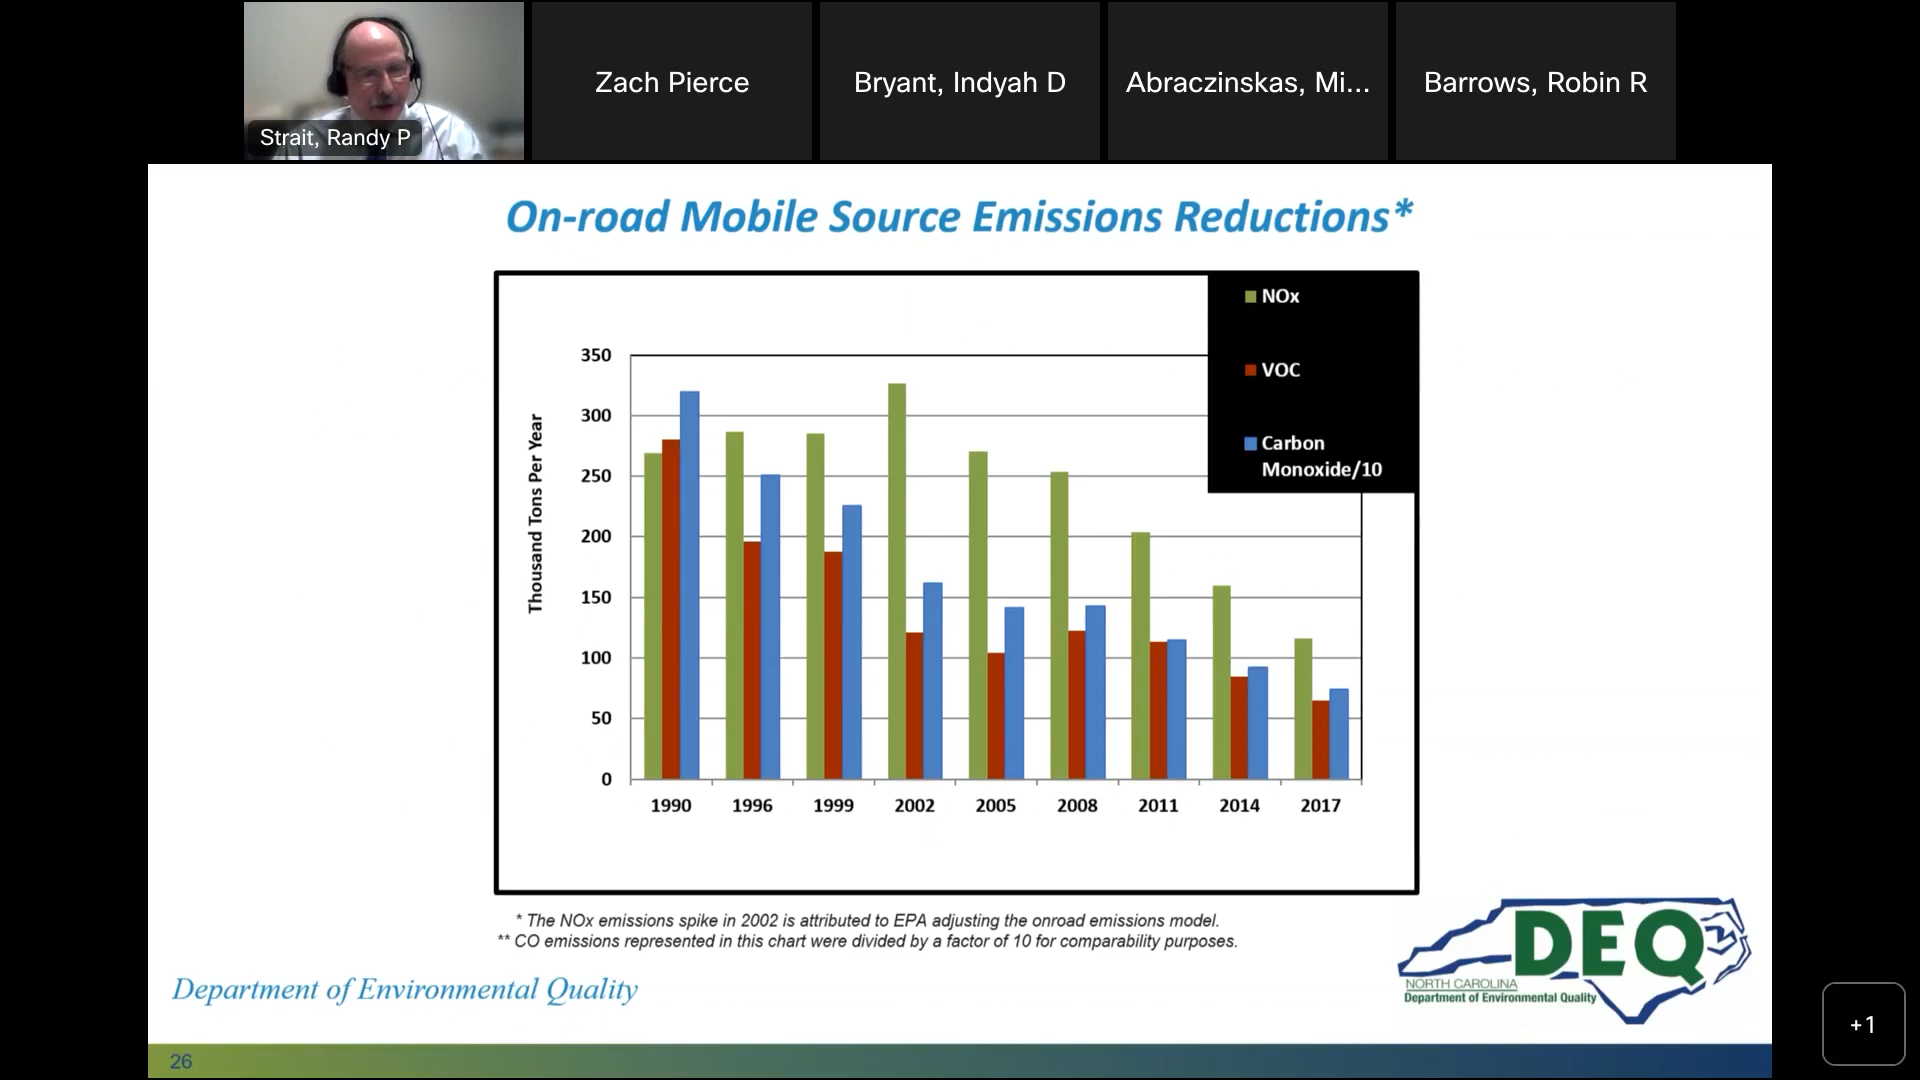 Strait, Randy P
Zach Pierce
Bryant, Indyah D
Abraczinskas, Mi...
Barrows, Robin R
On-road Mobile Source Emissions Reductions*
NOx
VOC
Carbon
Monoxide/10
Thousand Tons Per Year
350
300
250
200
150
100
50
0
1990 1996 1999 2002 2005 2008 2011 2014 2017
* The NOx emissions spike in 2002 is attributed to EPA adjusting the onroad emissions model.
** CO emissions represented in this chart were divided by a factor of 10 for comparability purposes.
Department of Environmental Quality
DEQ
NORTH CAROLINA
Department of Environmental Quality
26
+1